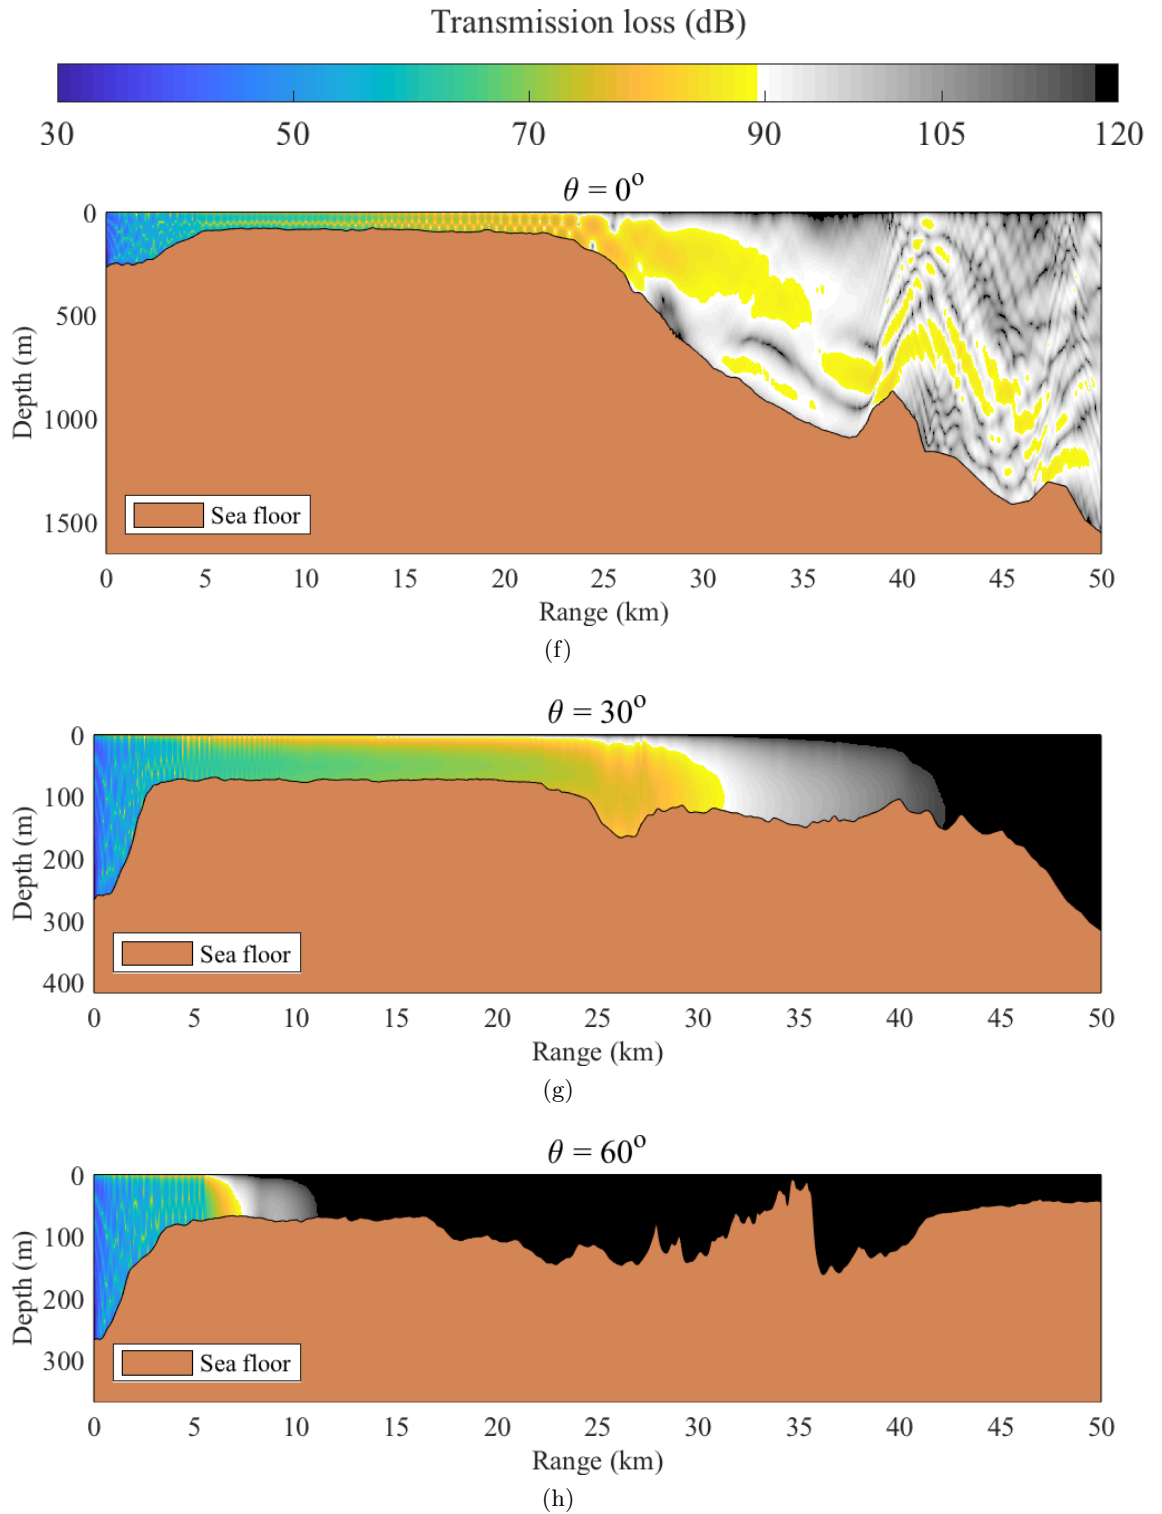 Transmission loss (dB)
30 50 70 90 105 120
θ = 0°
0
500
1000
1500
Depth (m)
Sea floor
0 5 10 15 20 25 30 35 40 45 50
Range (km)
(f)
θ = 30°
0
100
200
300
400
Depth (m)
Sea floor
0 5 10 15 20 25 30 35 40 45 50
Range (km)
(g)
θ = 60°
0
100
200
300
Depth (m)
Sea floor
0 5 10 15 20 25 30 35 40 45 50
Range (km)
(h)